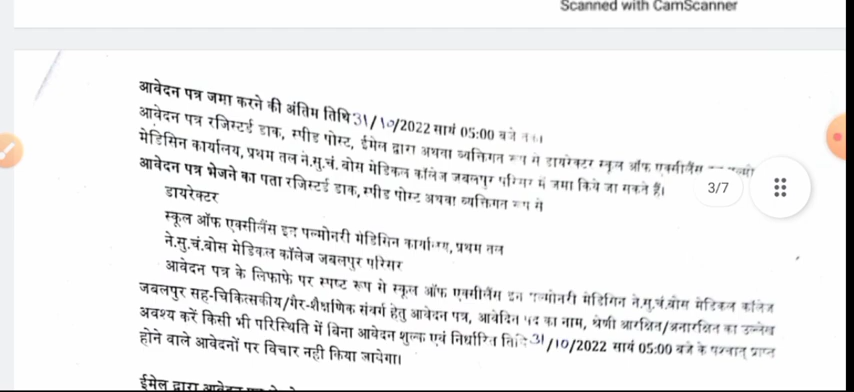 Scanned with CamScanner
आवेदन पत्र जमा करने की अंतिम तिथि 31/10/2022 सायं 05:00 बजे तक।
आवेदन पत्र रजिस्टर्ड डाक, स्पीड पोस्ट, ईमेल द्वारा अथवा व्यक्तिगत रूप से डायरेक्टर स्कूल ऑफ एक्सीलैंस
मेडिसिन कार्यालय, प्रथम तल ने.सु.चं. बोस मेडिकल कॉलेज जबलपुर परिसर में जमा किये जा सकते हैं।
3/7
आवेदन पत्र भेजने का पता रजिस्टर्ड डाक, स्पीड पोस्ट अथवा व्यक्तिगत रूप से
डायरेक्टर
स्कूल ऑफ एक्सीलैंस इन पल्मोनरी मेडिसिन कार्यालय, प्रथम तल
ने.सु.चं.बोस मेडिकल कॉलेज जबलपुर परिसर
आवेदन पत्र के लिफाफे पर स्पष्ट रूप से स्कूल ऑफ एक्सीलैंस इन पल्मोनरी मेडिसिन ने.सु.चं.बोस मेडिकल कॉलेज
जबलपुर सह-चिकित्सकीय/गैर-शैक्षणिक संवर्ग हेतु आवेदन पत्र, आवेदित पद का नाम, श्रेणी आरक्षित/अनारक्षित का उल्लेख
अवश्य करें किसी भी परिस्थिति में बिना आवेदन शुल्क एवं निर्धारित तिथि 31/10/2022 सायं 05:00 बजे के पश्चात् प्राप्त
होने वाले आवेदनों पर विचार नही किया जायेगा।
ईमेल द्वारा आवेदन